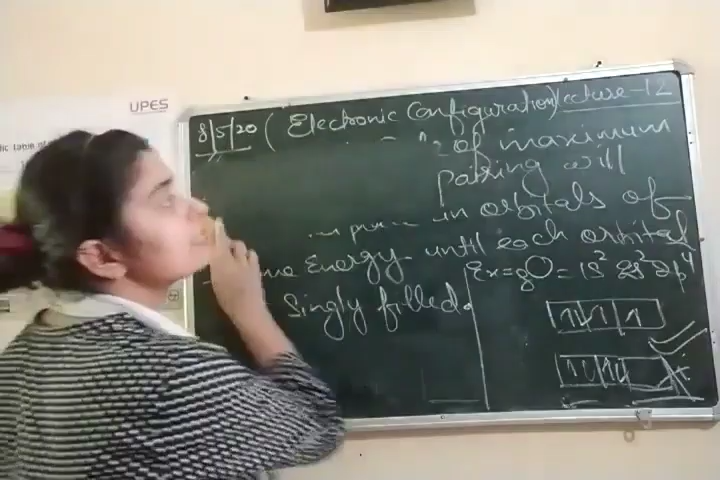 UPES
8/5/20 ( Electronic Configuration) Lecture-12
of maximum
pairing will
in orbitals of
Energy until each orbital
singly filled.
Ex = 8O = 1s² 2s² 2p⁴